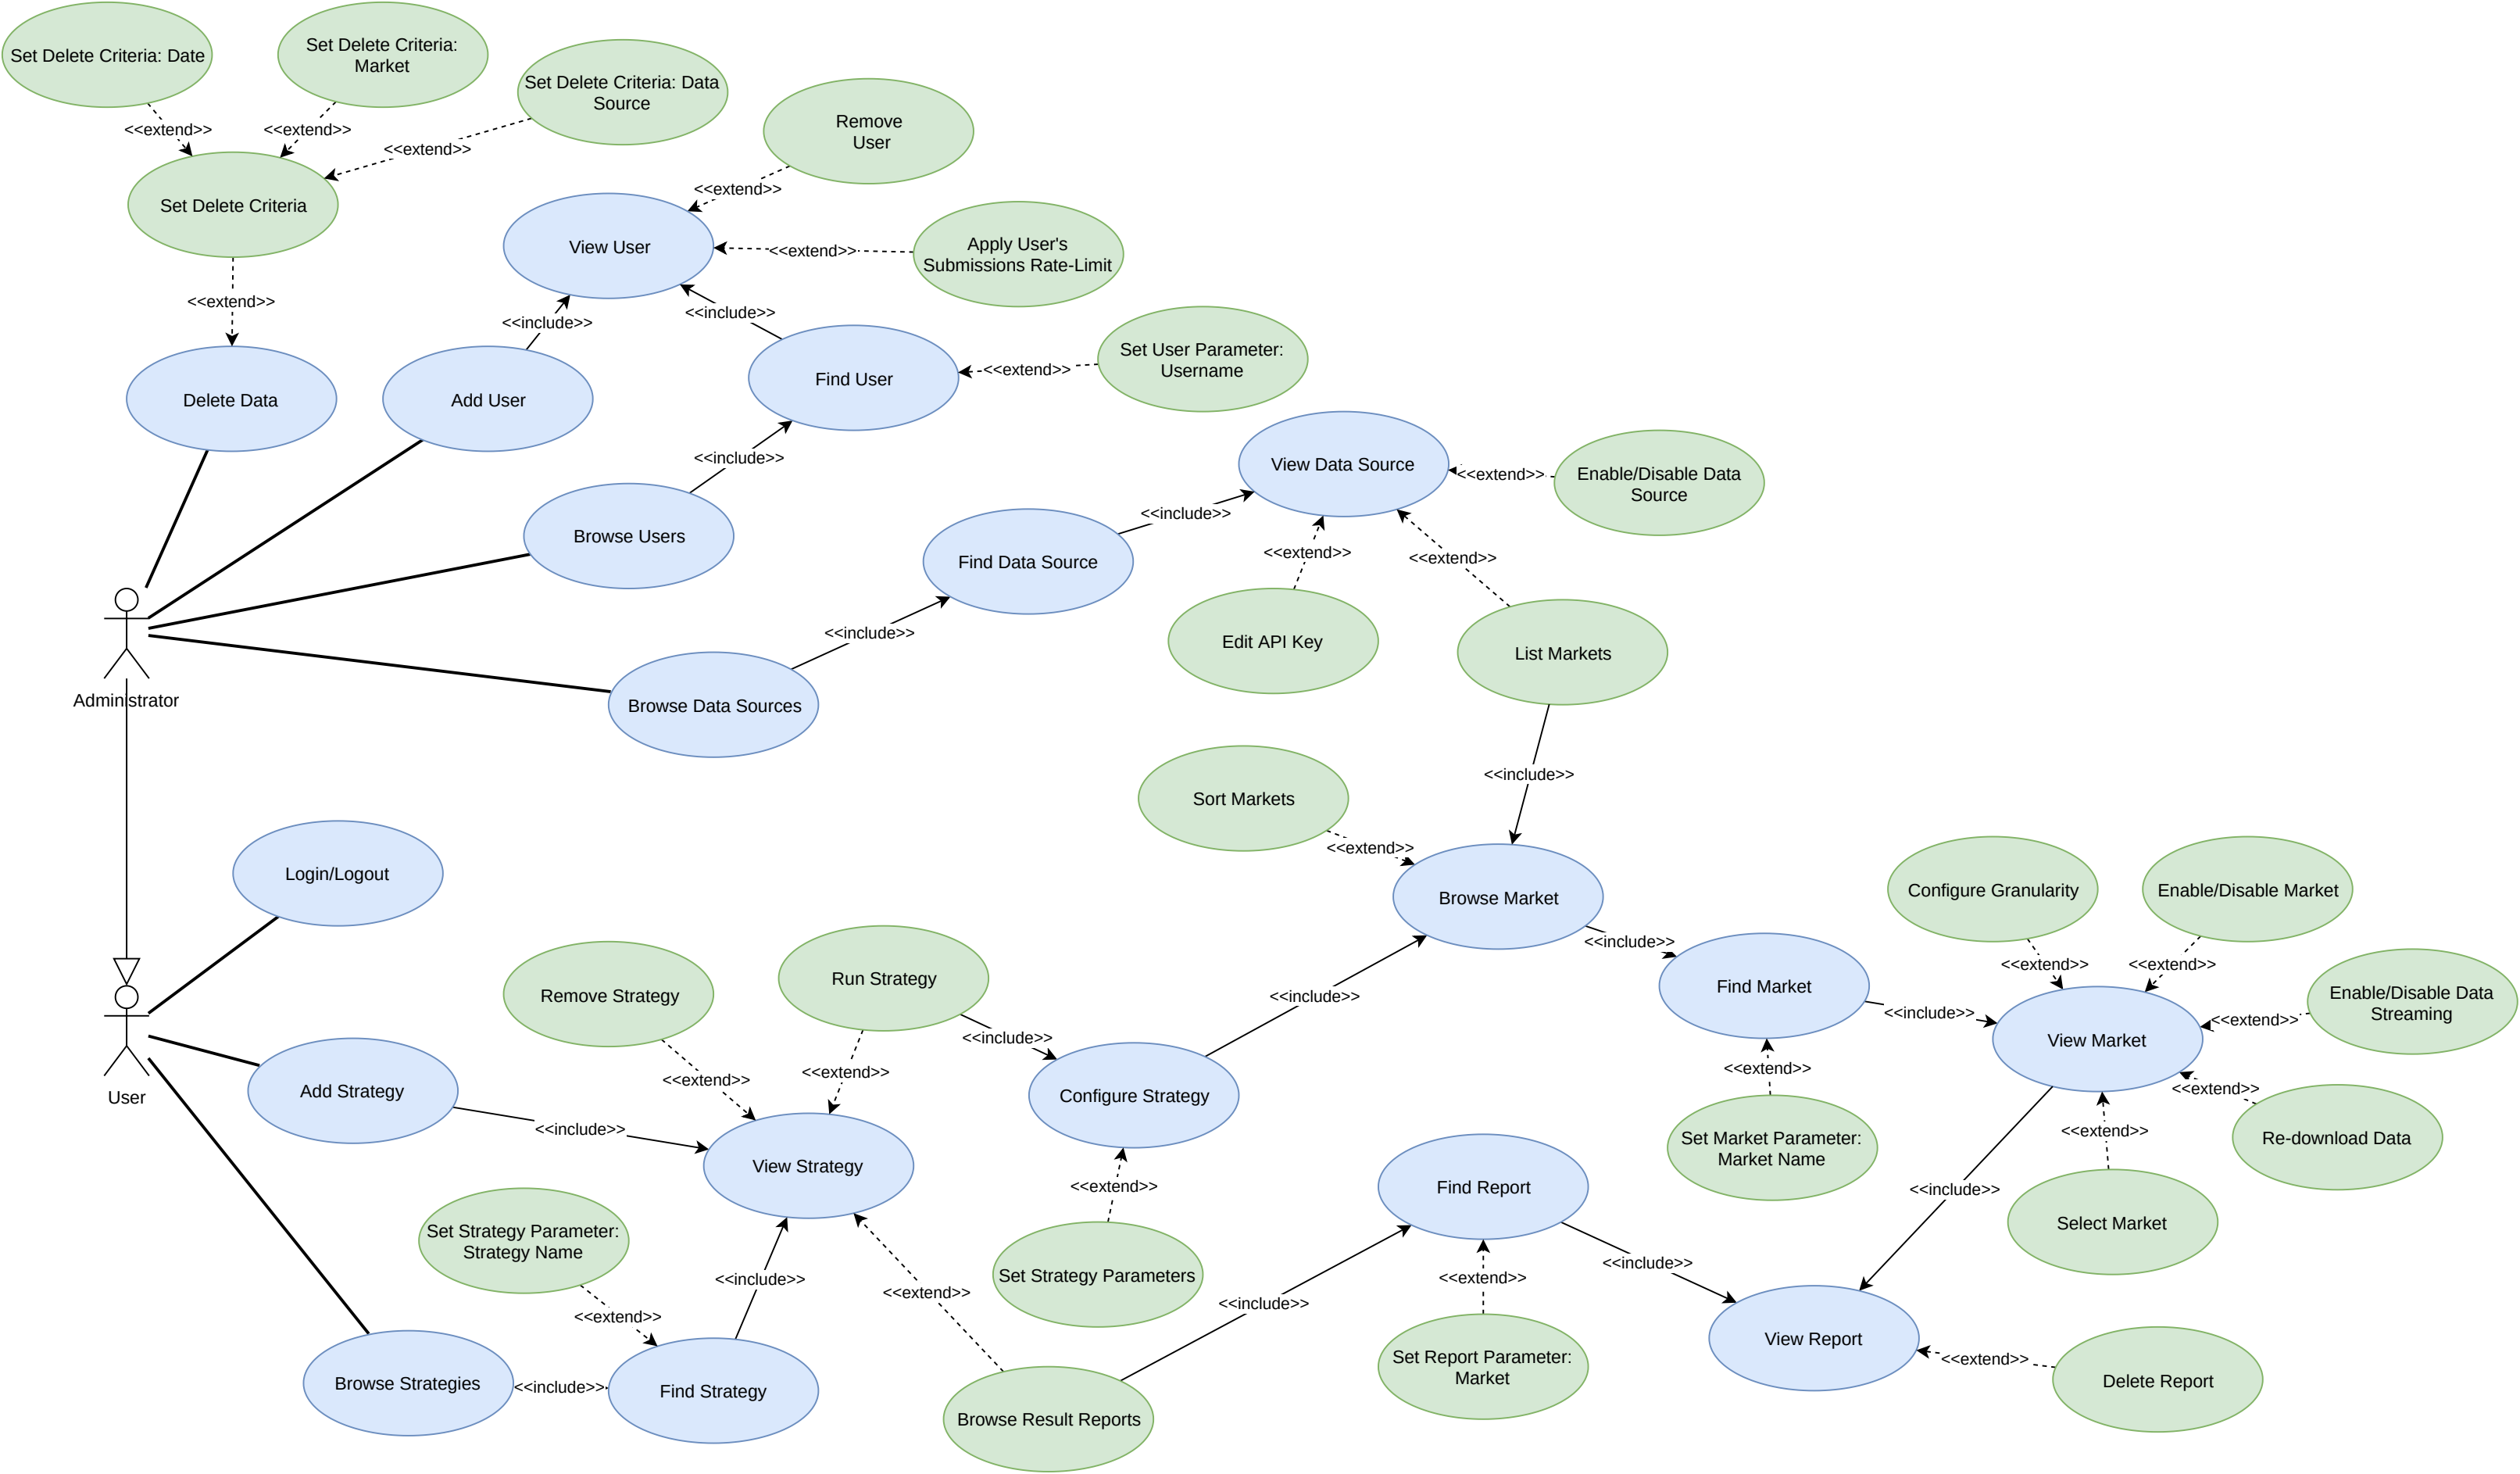 Set Delete Criteria: Date
Set Delete Criteria:
Market
Set Delete Criteria: Data
Source
Remove
User
<<extend>>
<<extend>>
<<extend>>
<<extend>>
Set Delete Criteria
View User
<<extend>>
Apply User's
Submissions Rate-Limit
<<extend>>
<<include>>
<<include>>
Set User Parameter:
Username
<<extend>>
Find User
Delete Data
Add User
<<include>>
View Data Source
<<extend>>
Enable/Disable Data
Source
<<include>>
Browse Users
Find Data Source
<<extend>>
<<extend>>
<<include>>
Edit API Key
List Markets
Administrator
Browse Data Sources
<<include>>
Sort Markets
<<extend>>
Login/Logout
Browse Market
Configure Granularity
Enable/Disable Market
<<include>>
Remove Strategy
Run Strategy
<<extend>>
<<extend>>
Find Market
<<include>>
Enable/Disable Data
Streaming
<<include>>
<<extend>>
<<include>>
View Market
<<extend>>
<<extend>>
<<extend>>
<<extend>>
User
Add Strategy
Configure Strategy
<<include>>
<<extend>>
Set Market Parameter:
Market Name
Re-download Data
View Strategy
<<extend>>
Find Report
<<include>>
Select Market
Set Strategy Parameter:
Strategy Name
<<include>>
Set Strategy Parameters
<<extend>>
<<include>>
<<extend>>
<<extend>>
<<include>>
View Report
Set Report Parameter:
Market
<<extend>>
Delete Report
Browse Strategies
<<include>>
Find Strategy
Browse Result Reports